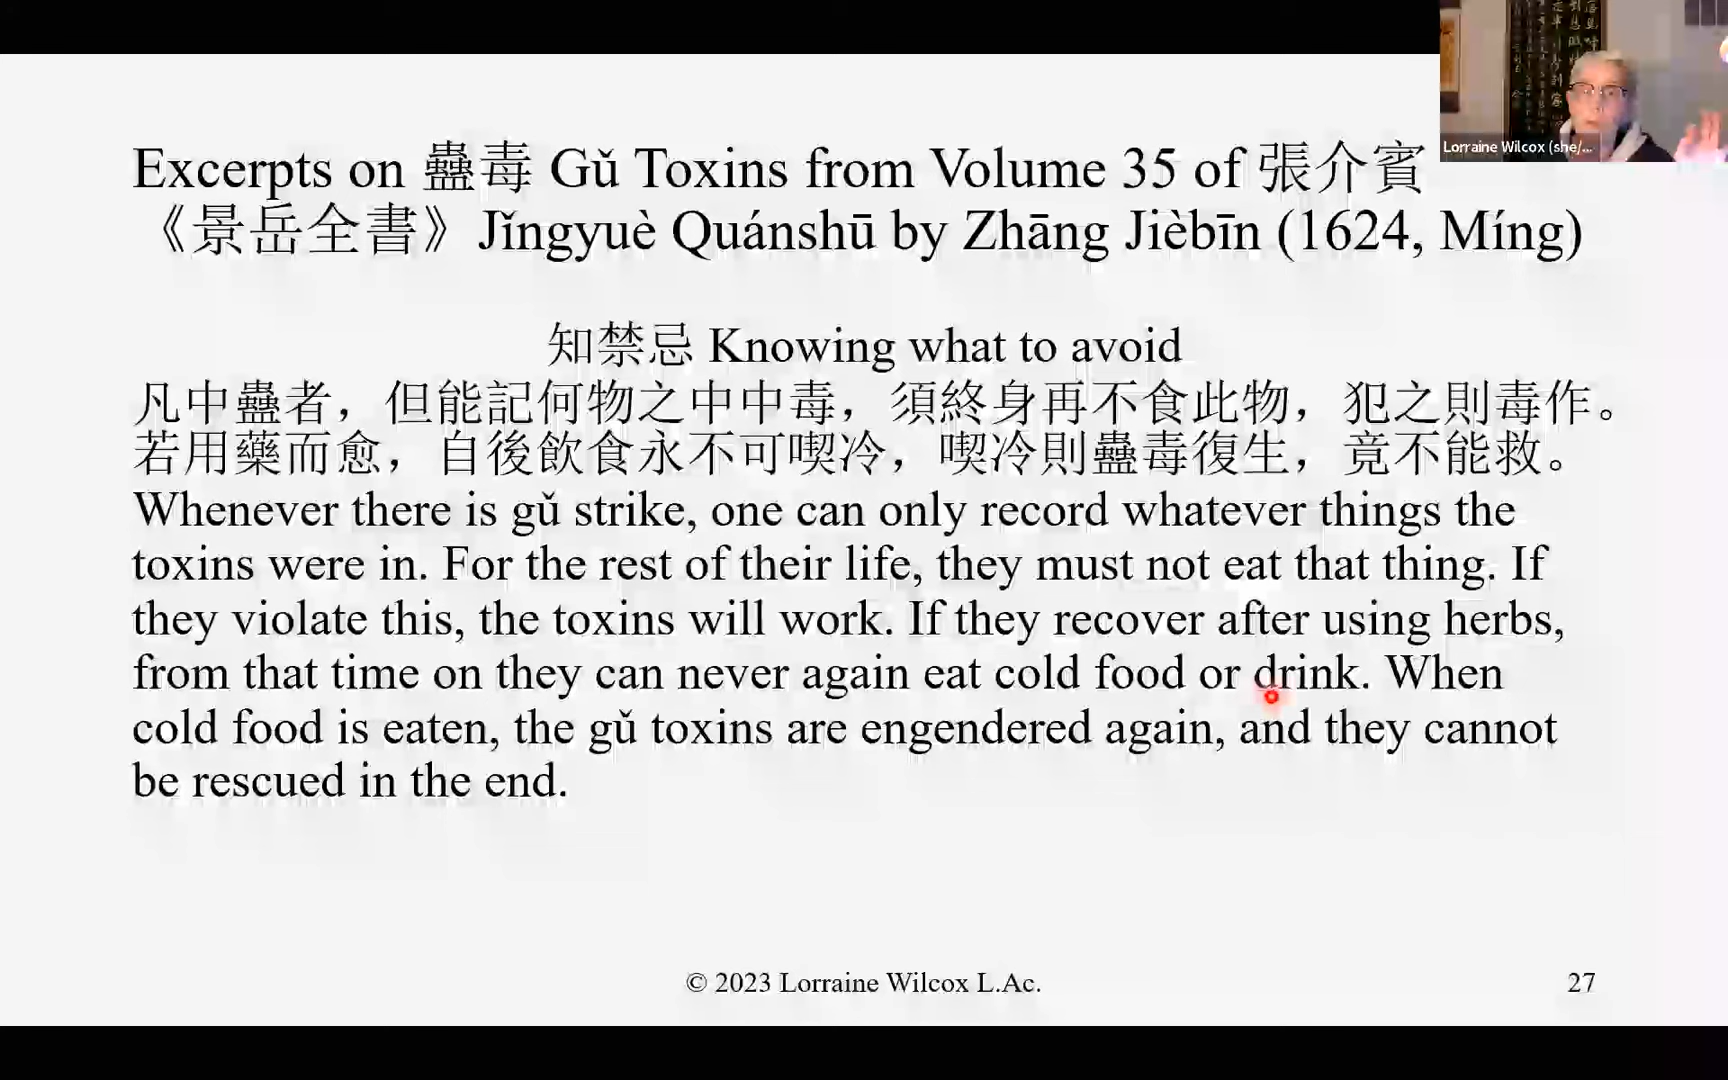 Excerpts on 蠱毒 Gǔ Toxins from Volume 35 of 張介賓
《景岳全書》Jǐngyuè Quánshū by Zhāng Jièbīn (1624, Míng)
知禁忌 Knowing what to avoid
凡中蠱者，但能記何物之中中毒，須終身再不食此物，犯之則毒作。
若用藥而愈，自後飲食永不可喫冷，喫冷則蠱毒復生，竟不能救。
Whenever there is gǔ strike, one can only record whatever things the
toxins were in. For the rest of their life, they must not eat that thing. If
they violate this, the toxins will work. If they recover after using herbs,
from that time on they can never again eat cold food or drink. When
cold food is eaten, the gǔ toxins are engendered again, and they cannot
be rescued in the end.
© 2023 Lorraine Wilcox L.Ac.
27
Lorraine Wilcox (she/...